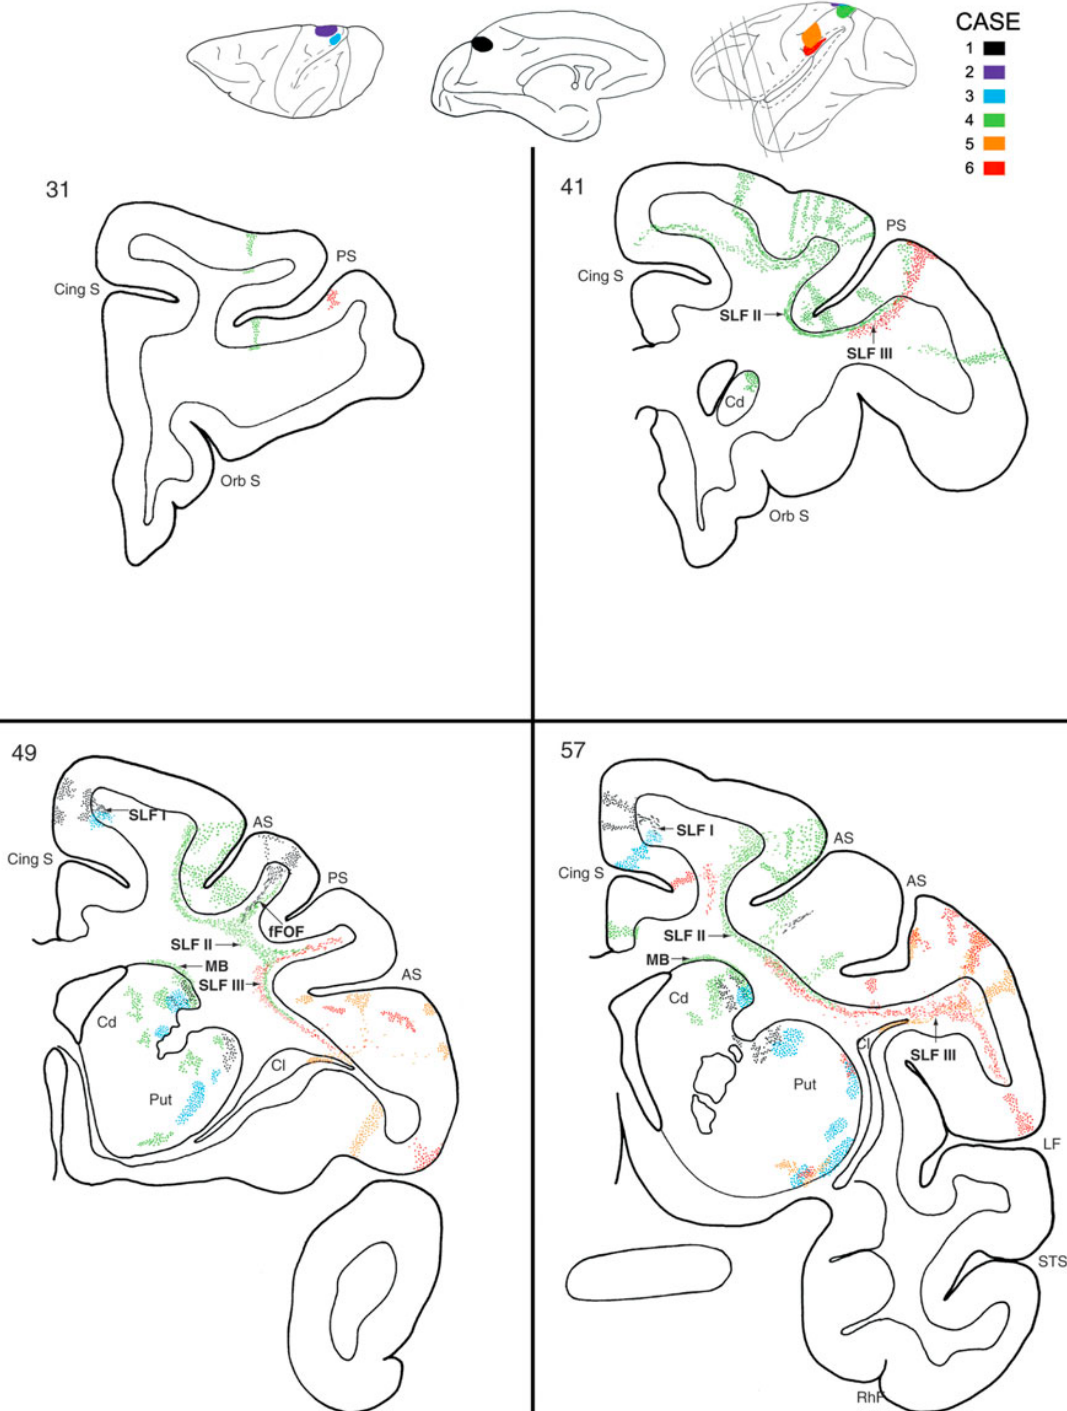 CASE
1
2
3
4
5
6
31
PS
Cing S
Orb S
41
PS
Cing S
SLF II
SLF III
Cd
Orb S
49
SLF I
AS
Cing S
PS
fFOF
SLF II
MB
AS
SLF III
Cd
Cl
Put
57
SLF I
AS
Cing S
AS
SLF II
MB
Cd
Cl
SLF III
Put
LF
STS
RhF